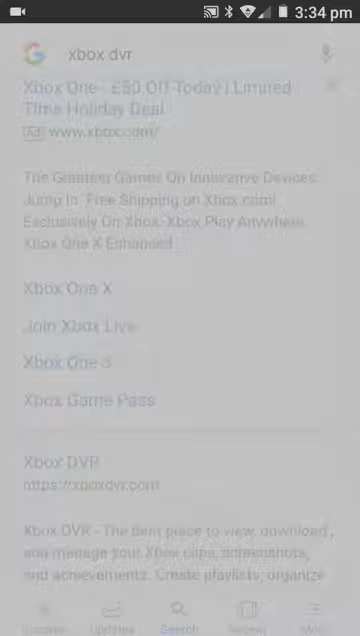 3:34 pm
xbox dvr
Xbox One - £50 Off Today | Limited
Time Holiday Deal
Ad www.xbox.com/
The Greatest Games On Innovative Devices.
Jump In. Free Shipping on Xbox.com!
Exclusively On Xbox. Xbox Play Anywhere.
Xbox One X Enhanced.
Xbox One X
Join Xbox Live
Xbox One S
Xbox Game Pass
Xbox DVR
https://xboxdvr.com
Xbox DVR - The best place to view, download,
and manage your Xbox clips, screenshots,
and achievements. Create playlists, organize
Updates
Search
Recent